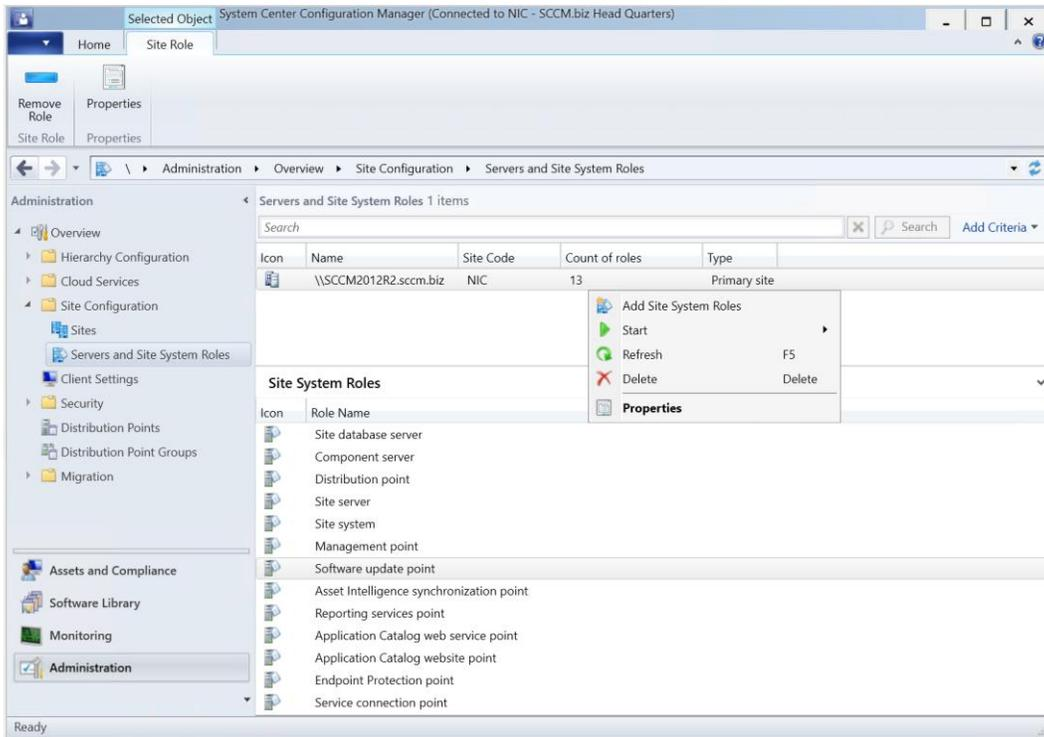 Selected Object System Center Configuration Manager (Connected to NIC - SCCM.biz Head Quarters)
Home Site Role
Remove Role Properties
Site Role Properties
\ Administration Overview Site Configuration Servers and Site System Roles
Administration
Overview
Hierarchy Configuration
Cloud Services
Site Configuration
Sites
Servers and Site System Roles
Client Settings
Security
Distribution Points
Distribution Point Groups
Migration
Assets and Compliance
Software Library
Monitoring
Administration
Servers and Site System Roles 1 items
Search Search Add Criteria
Icon Name Site Code Count of roles Type
\\SCCM2012R2.sccm.biz NIC 13 Primary site
Add Site System Roles
Start
Refresh F5
Delete Delete
Properties
Site System Roles
Icon Role Name
Site database server
Component server
Distribution point
Site server
Site system
Management point
Software update point
Asset Intelligence synchronization point
Reporting services point
Application Catalog web service point
Application Catalog website point
Endpoint Protection point
Service connection point
Ready